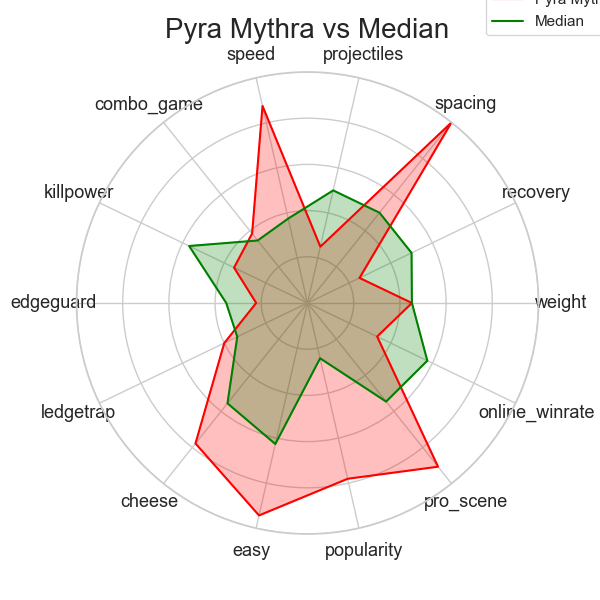 Pyra Mythra vs Median
Median
speed
projectiles
combo_game
spacing
killpower
recovery
edgeguard
weight
ledgetrap
online_winrate
cheese
pro_scene
easy
popularity